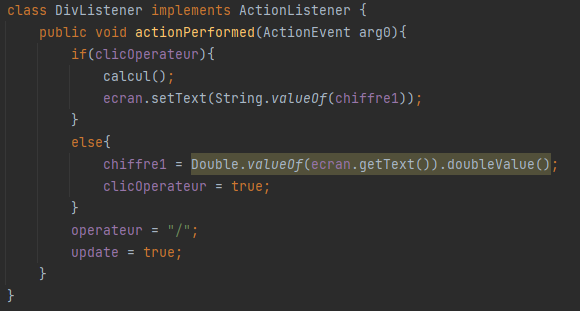 class DivListener implements ActionListener {
    public void actionPerformed(ActionEvent arg0){
        if(clicOperateur){
            calcul();
            ecran.setText(String.valueOf(chiffre1));
        }
        else{
            chiffre1 = Double.valueOf(ecran.getText()).doubleValue();
            clicOperateur = true;
        }
        operateur = "/";
        update = true;
    }
}